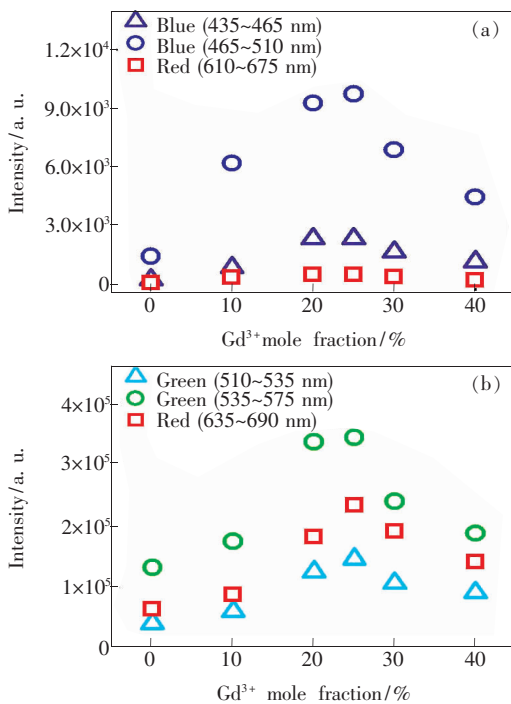 (a)
Blue (435~465 nm)
Blue (465~510 nm)
Red (610~675 nm)
1.2×10⁴
9.0×10³
6.0×10³
3.0×10³
0
Intensity/a. u.
0 10 20 30 40
Gd³⁺mole fraction/%
(b)
Green (510~535 nm)
Green (535~575 nm)
Red (635~690 nm)
4×10⁵
3×10⁵
2×10⁵
1×10⁵
0
Intensity/a. u.
0 10 20 30 40
Gd³⁺ mole fraction/%